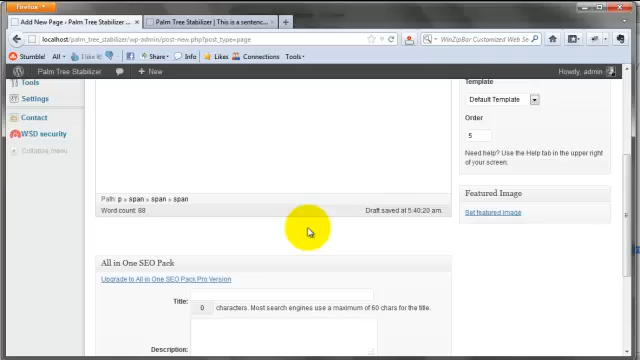 Firefox
Add New Page ‹ Palm Tree Stabilizer ...
Palm Tree Stabilizer | This is a sentenc...
localhost/palm_tree_stabilizer/wp-admin/post-new.php?post_type=page
WinZipBar Customized Web Se
Stumble! All I like it! Info Likes Connections Tools
Palm Tree Stabilizer + New Howdy, admin
Tools
Settings
Contact
WSD security
Collapse menu
Template
Default Template
Order
5
Need help? Use the Help tab in the upper right
of your screen.
Path: p » span » span » span
Word count: 88 Draft saved at 5:40:20 am.
Featured Image
Set featured image
All in One SEO Pack
Upgrade to All in One SEO Pack Pro Version
Title:
0 characters. Most search engines use a maximum of 60 chars for the title.
Description: